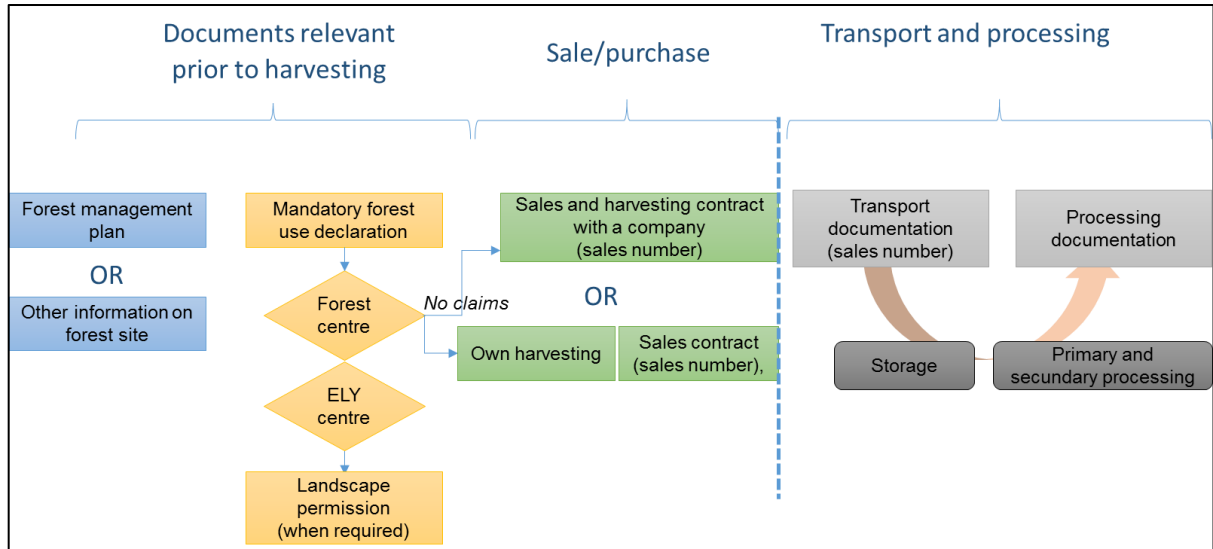 Documents relevant
prior to harvesting
Sale/purchase
Transport and processing
Forest management
plan
OR
Other information on
forest site
Mandatory forest
use declaration
Forest
centre
No claims
ELY
centre
Landscape
permission
(when required)
Sales and harvesting contract
with a company
(sales number)
OR
Own harvesting
Sales contract
(sales number),
Transport
documentation
(sales number)
Processing
documentation
Storage
Primary and
secundary processing